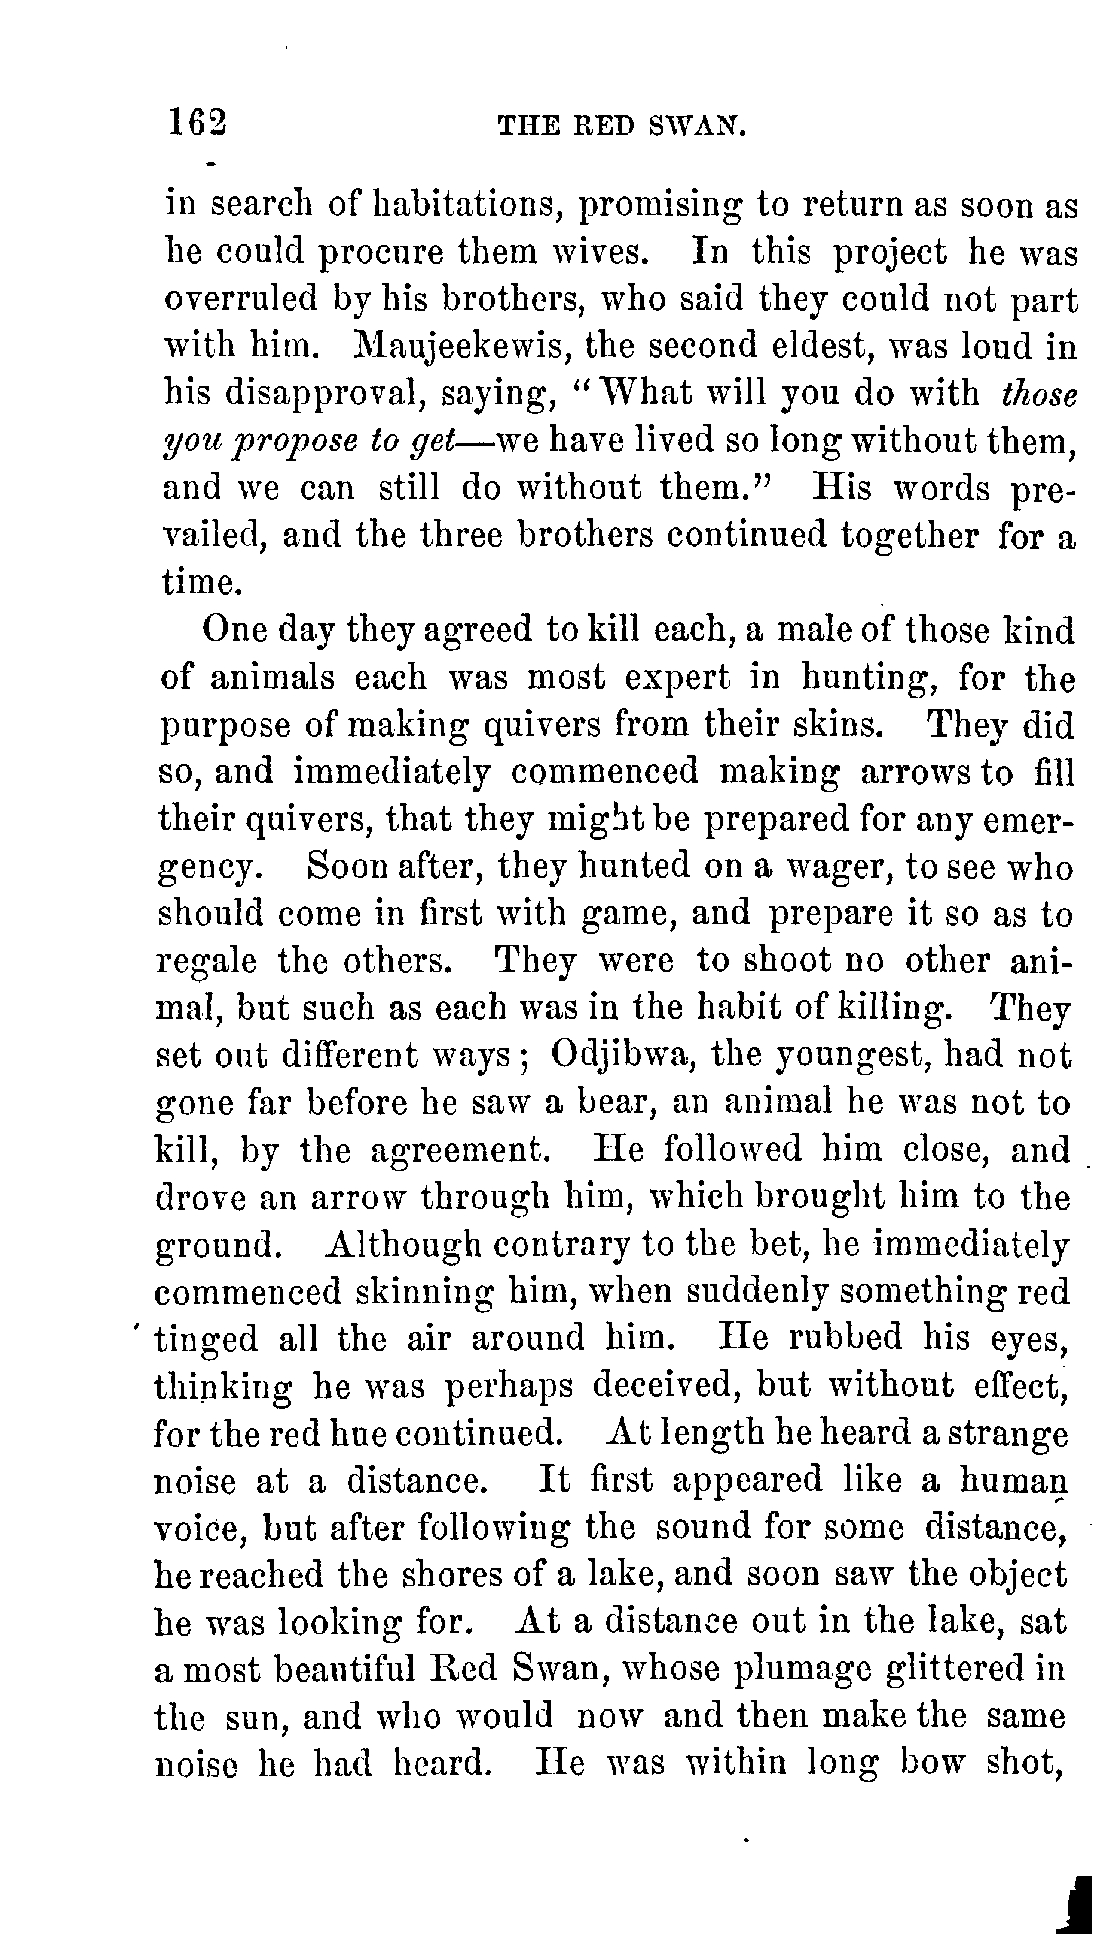 162 THE RED SWAN.
in search of habitations, promising to return as soon as
he could procure them wives. In this project he was
overruled by his brothers, who said they could not part
with him. Maujeekewis, the second eldest, was loud in
his disapproval, saying, “What will you do with those
you propose to get—we have lived so long without them,
and we can still do without them.” His words pre-
vailed, and the three brothers continued together for a
time.
One day they agreed to kill each, a male of those kind
of animals each was most expert in hunting, for the
purpose of making quivers from their skins. They did
so, and immediately commenced making arrows to fill
their quivers, that they might be prepared for any emer-
gency. Soon after, they hunted on a wager, to see who
should come in first with game, and prepare it so as to
regale the others. They were to shoot no other ani-
mal, but such as each was in the habit of killing. They
set out different ways; Odjibwa, the youngest, had not
gone far before he saw a bear, an animal he was not to
kill, by the agreement. He followed him close, and
drove an arrow through him, which brought him to the
ground. Although contrary to the bet, he immediately
commenced skinning him, when suddenly something red
tinged all the air around him. He rubbed his eyes,
thinking he was perhaps deceived, but without effect,
for the red hue continued. At length he heard a strange
noise at a distance. It first appeared like a human
voice, but after following the sound for some distance,
he reached the shores of a lake, and soon saw the object
he was looking for. At a distance out in the lake, sat
a most beautiful Red Swan, whose plumage glittered in
the sun, and who would now and then make the same
noise he had heard. He was within long bow shot,